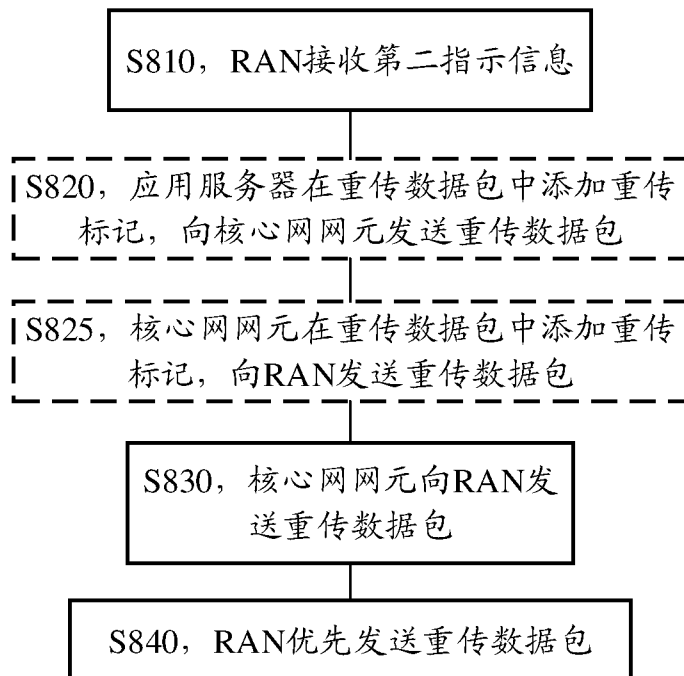 S810，RAN接收第二指示信息
S820，应用服务器在重传数据包中添加重传
标记，向核心网网元发送重传数据包
S825，核心网网元在重传数据包中添加重传
标记，向RAN发送重传数据包
S830，核心网网元向RAN发
送重传数据包
S840，RAN优先发送重传数据包